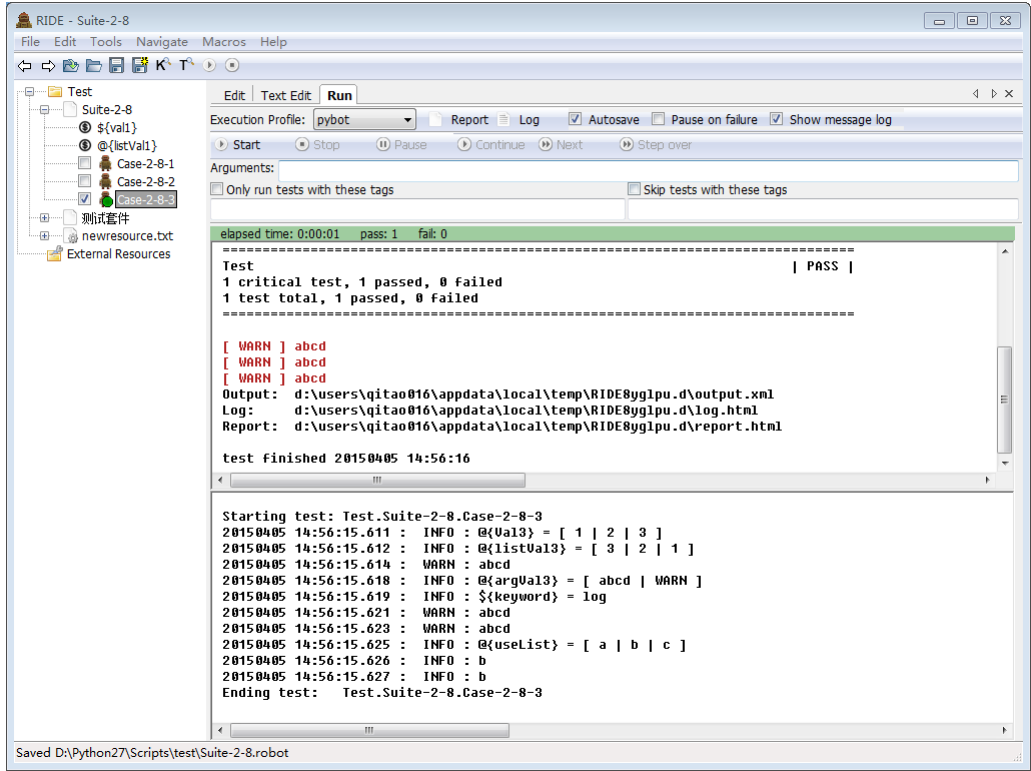 RIDE - Suite-2-8
File Edit Tools Navigate Macros Help
Test
Suite-2-8
${val1}
@{listVal1}
Case-2-8-1
Case-2-8-2
Case-2-8-3
测试套件
newresource.txt
External Resources
Edit Text Edit Run
Execution Profile: pybot Report Log Autosave Pause on failure Show message log
Start Stop Pause Continue Next Step over
Arguments:
Only run tests with these tags Skip tests with these tags
elapsed time: 0:00:01 pass: 1 fail: 0
==============================================================================
Test | PASS |
1 critical test, 1 passed, 0 failed
1 test total, 1 passed, 0 failed
==============================================================================
[ WARN ] abcd
[ WARN ] abcd
[ WARN ] abcd
Output: d:\users\qitao016\appdata\local\temp\RIDE8yglpu.d\output.xml
Log: d:\users\qitao016\appdata\local\temp\RIDE8yglpu.d\log.html
Report: d:\users\qitao016\appdata\local\temp\RIDE8yglpu.d\report.html
test finished 20150405 14:56:16
Starting test: Test.Suite-2-8.Case-2-8-3
20150405 14:56:15.611 : INFO : @{Val3} = [ 1 | 2 | 3 ]
20150405 14:56:15.612 : INFO : @{listVal3} = [ 3 | 2 | 1 ]
20150405 14:56:15.614 : WARN : abcd
20150405 14:56:15.618 : INFO : @{argVal3} = [ abcd | WARN ]
20150405 14:56:15.619 : INFO : ${keyword} = log
20150405 14:56:15.621 : WARN : abcd
20150405 14:56:15.623 : WARN : abcd
20150405 14:56:15.625 : INFO : @{useList} = [ a | b | c ]
20150405 14:56:15.626 : INFO : b
20150405 14:56:15.627 : INFO : b
Ending test: Test.Suite-2-8.Case-2-8-3
Saved D:\Python27\Scripts\test\Suite-2-8.robot